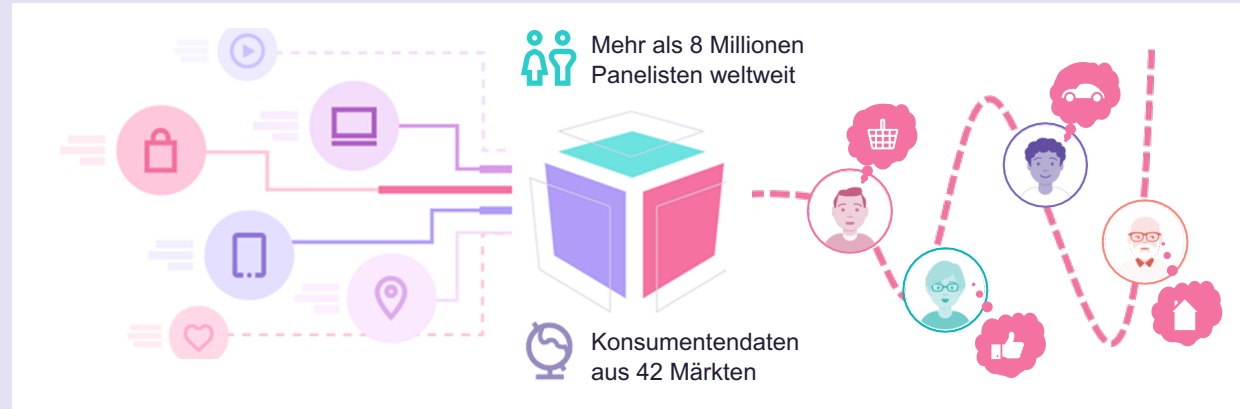 Mehr als 8 Millionen
Panelisten weltweit
Konsumentendaten
aus 42 Märkten